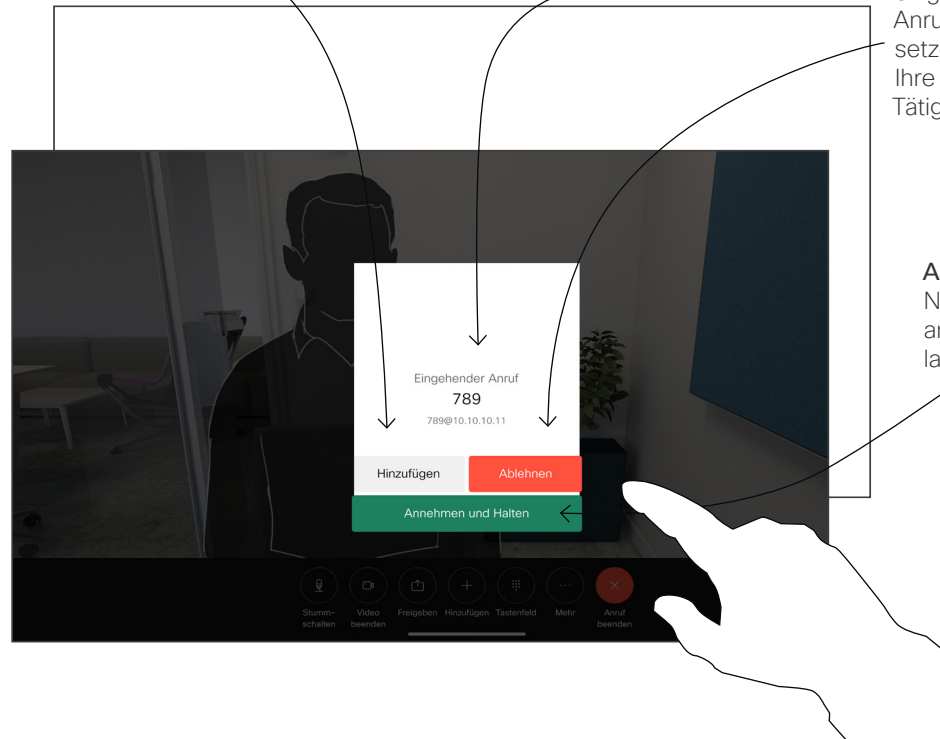 Anru
setz
Ihre
Tätig
A
N
ar
la
Eingehender Anruf
789
789@10.10.10.11
Hinzufügen
Ablehnen
Annehmen und Halten
Stumm-
schalten
Video
beenden
Freigeben
Hinzufügen
Tastenfeld
Mehr
Anruf
beenden